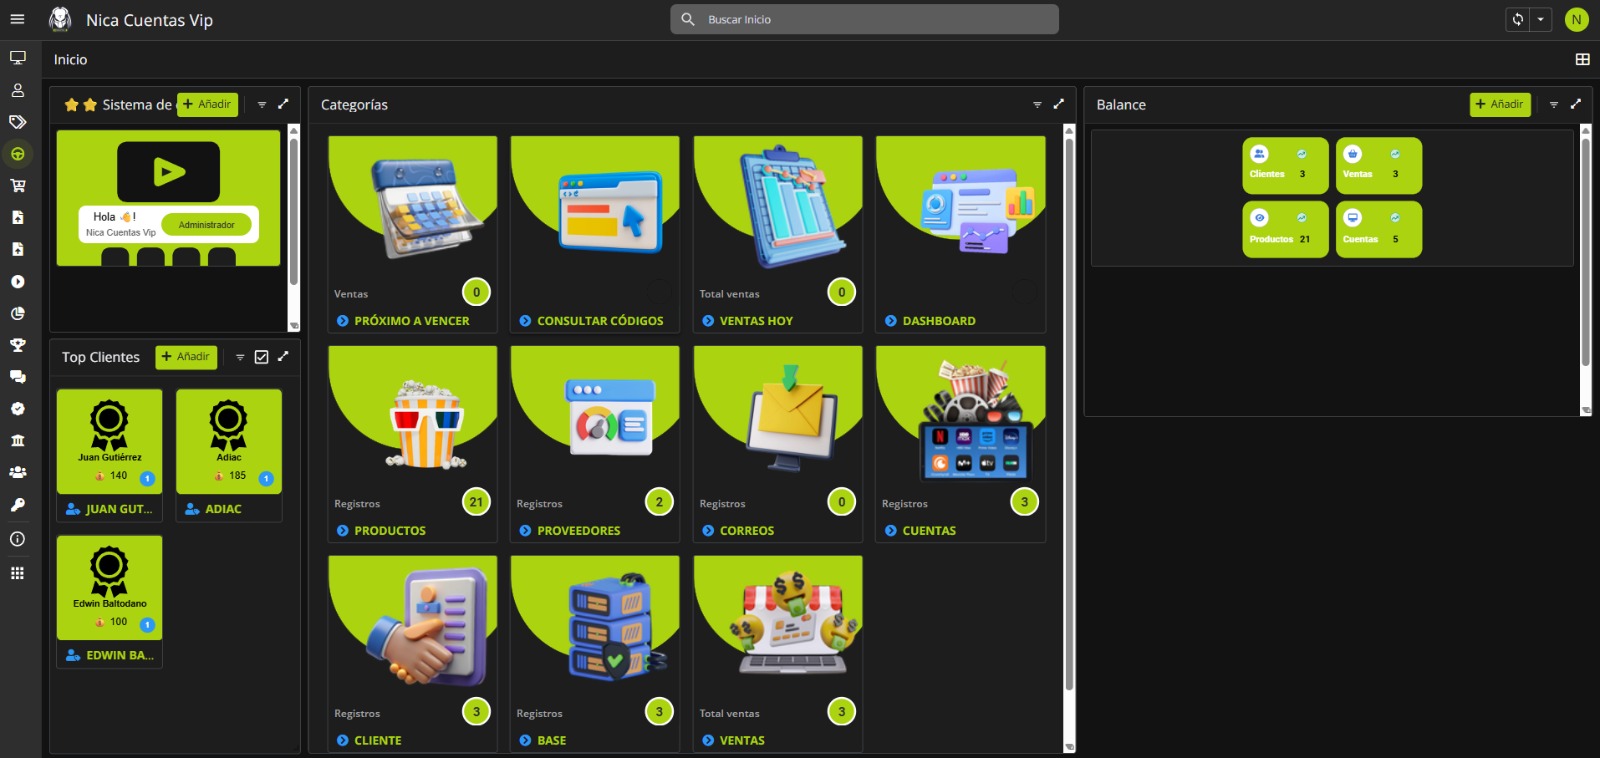 Nica Cuentas Vip
Buscar Inicio
N
Inicio
Sistema de
Añadir
Hola 👋!
Nica Cuentas Vip
Administrador
Top Clientes
Añadir
Juan Gutiérrez
140
1
JUAN GUT...
Adiac
185
1
ADIAC
Edwin Baltodano
100
1
EDWIN BA...
Categorías
Ventas
0
PRÓXIMO A VENCER
CONSULTAR CÓDIGOS
Total ventas
0
VENTAS HOY
DASHBOARD
Registros
21
PRODUCTOS
Registros
2
PROVEEDORES
Registros
0
CORREOS
Registros
3
CUENTAS
Registros
3
CLIENTE
Registros
3
BASE
Total ventas
3
VENTAS
Balance
Añadir
Clientes 3
Ventas 3
Productos 21
Cuentas 5